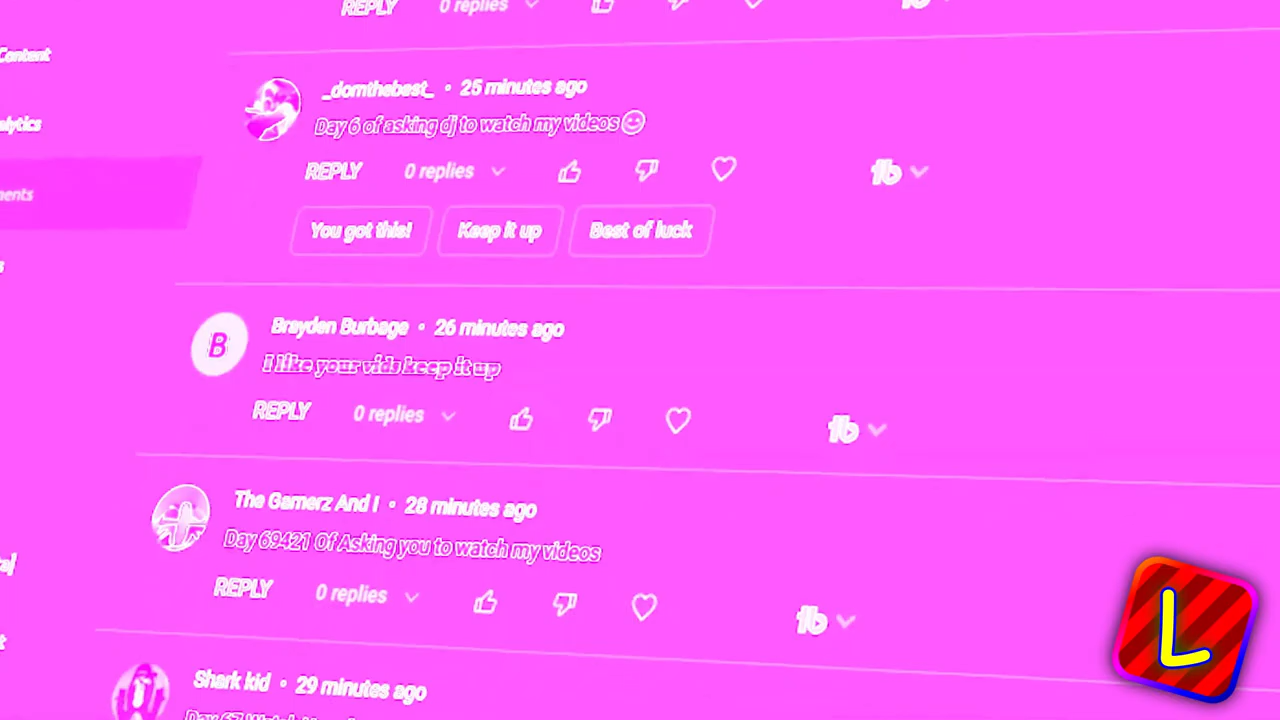 REPLY 0 replies
Content
_domthebest_ • 25 minutes ago
Day 6 of asking dj to watch my videos
REPLY 0 replies
You got this! Keep it up Best of luck
Brayden Burbage • 26 minutes ago
B
I like your vids keep it up
REPLY 0 replies
The Gamerz And I • 28 minutes ago
Day 69421 Of Asking you to watch my videos
REPLY 0 replies
Shark kid • 29 minutes ago
L